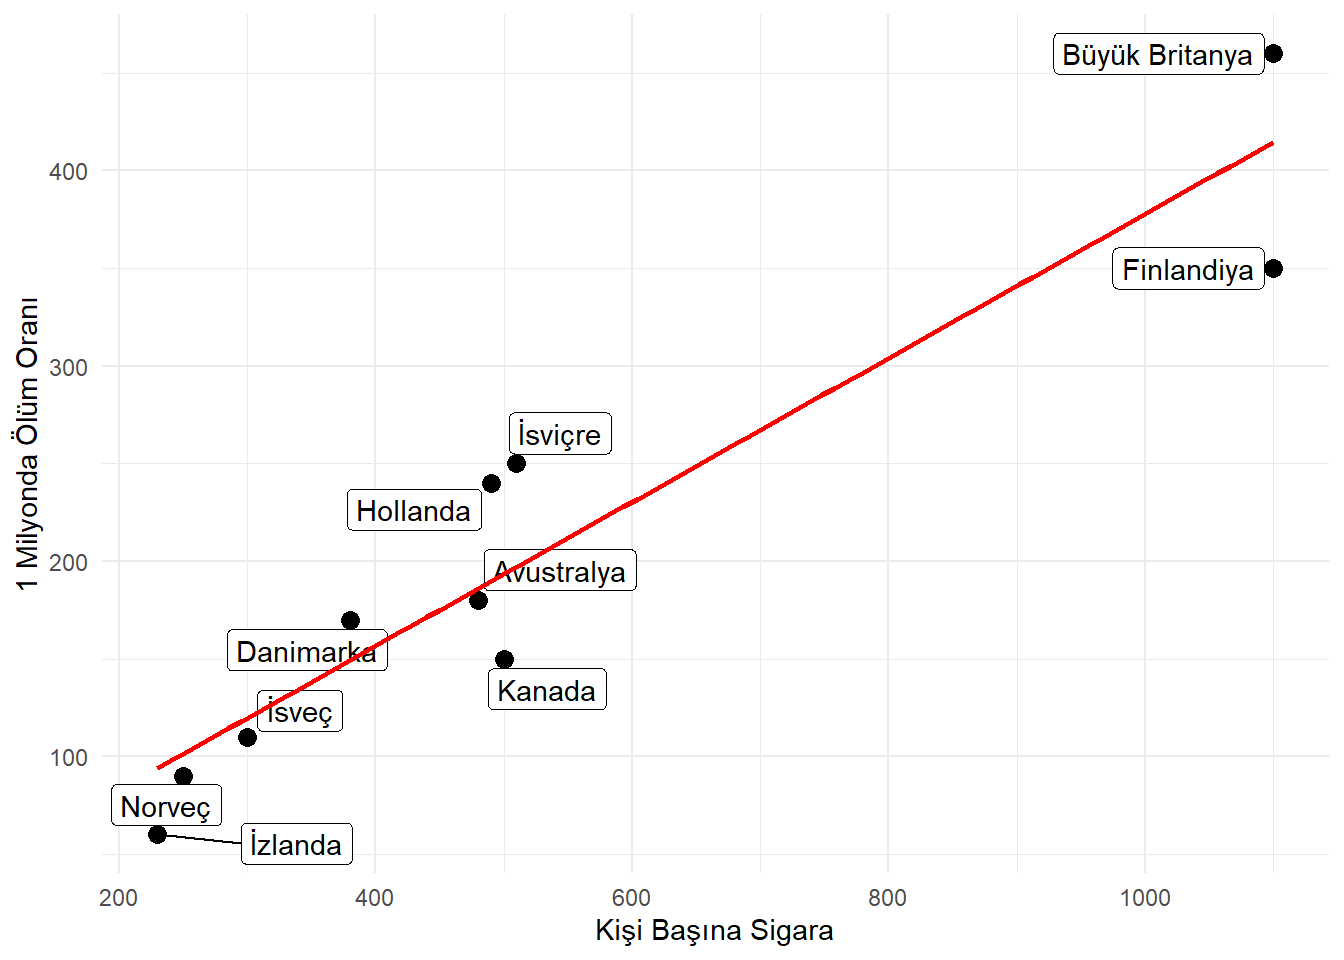 Büyük Britanya
400
Finlandiya
300
İsviçre
Hollanda
200
Avustralya
Danimarka
Kanada
İsveç
100
Norveç
İzlanda
200
400
600
800
1000
Kişi Başına Sigara
1 Milyonda Ölüm Oranı